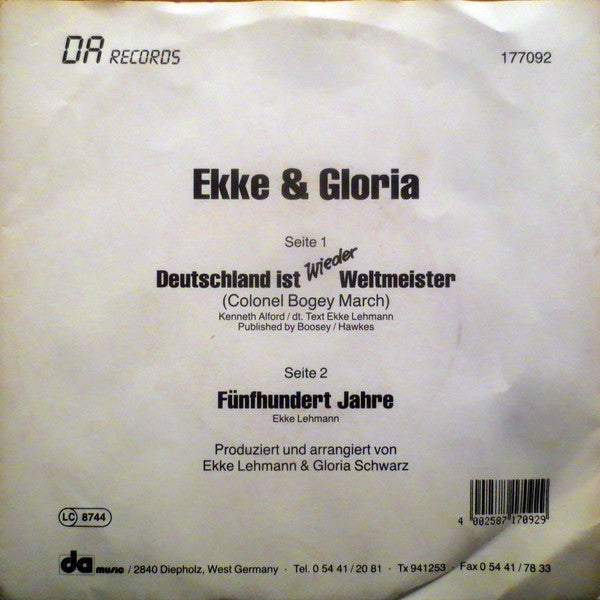 DA RECORDS 177092
Ekke & Gloria
Seite 1
Deutschland ist Wieder Weltmeister
(Colonel Bogey March)
Kenneth Alford / dt. Text Ekke Lehmann
Published by Boosey / Hawkes
Seite 2
Fünfhundert Jahre
Ekke Lehmann
Produziert und arrangiert von
Ekke Lehmann & Gloria Schwarz
LC 8744
4 002587 170929
da music / 2840 Diepholz, West Germany · Tel. 0 54 41 / 20 81 · Tx 941253 · Fax 0 54 41 / 78 33